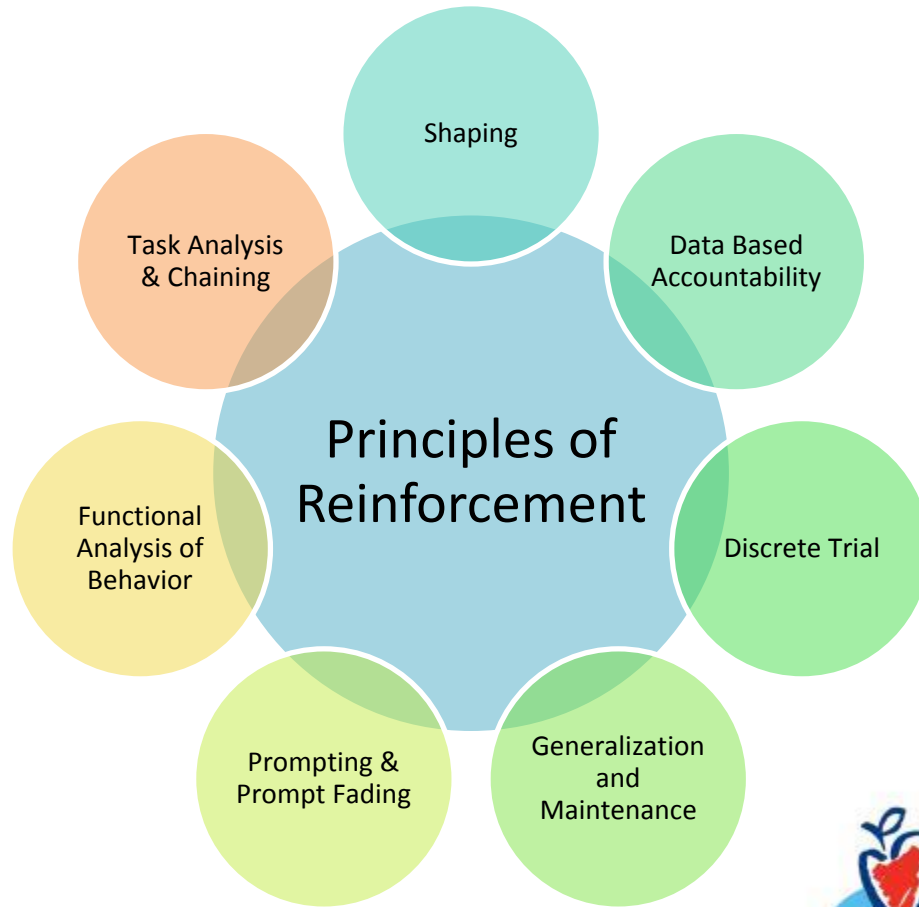 Shaping
Task Analysis
& Chaining
Data Based
Accountability
Principles of
Reinforcement
Functional
Analysis of
Behavior
Discrete Trial
Prompting &
Prompt Fading
Generalization
and
Maintenance